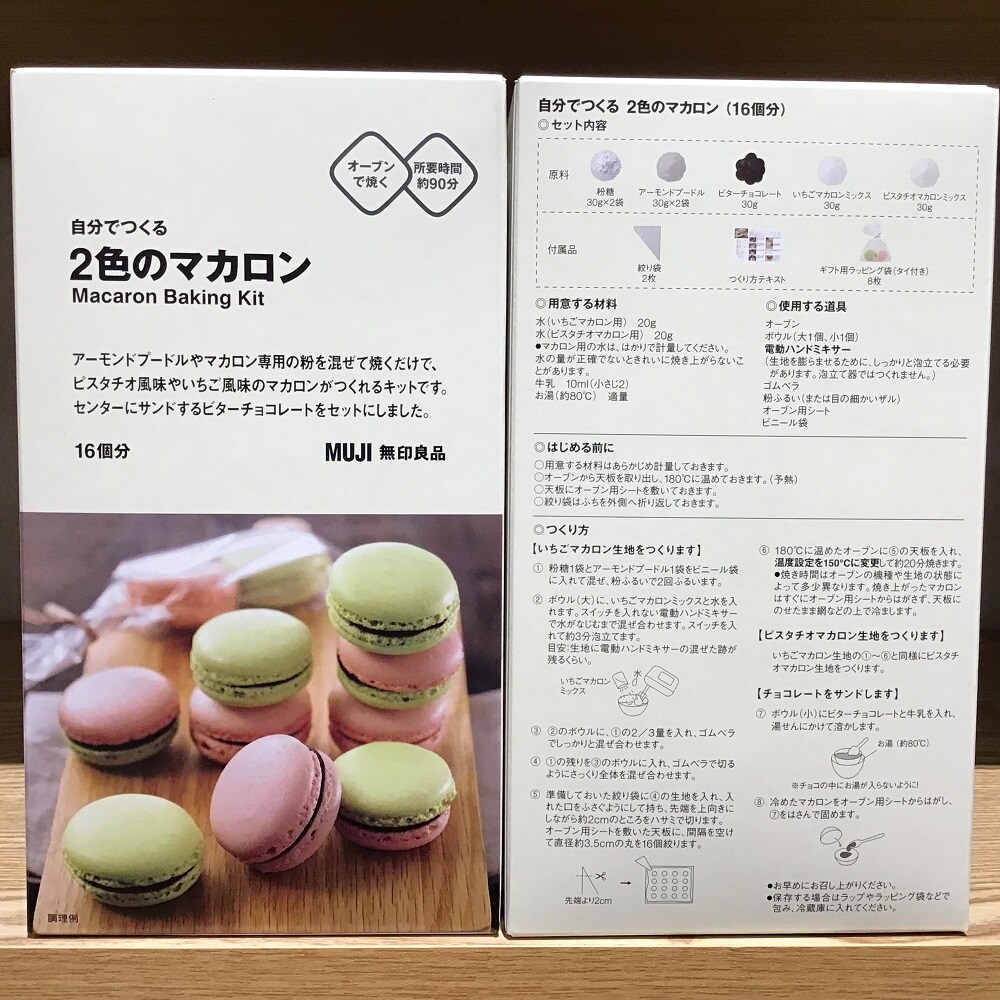 オーブン
で焼く
所要時間
約90分
自分でつくる
2色のマカロン
Macaron Baking Kit
アーモンドプードルやマカロン専用の粉を混ぜて焼くだけで、
ピスタチオ風味やいちご風味のマカロンがつくれるキットです。
センターにサンドするビターチョコレートをセットにしました。
16個分
MUJI 無印良品
調理例
自分でつくる 2色のマカロン（16個分）
◎セット内容
原料
粉糖
30g×2袋
アーモンドプードル
30g×2袋
ビターチョコレート
30g
いちごマカロンミックス
30g
ピスタチオマカロンミックス
30g
付属品
絞り袋
2枚
つくり方テキスト
ギフト用ラッピング袋（タイ付き）
8枚
◎用意する材料
水（いちごマカロン用） 20g
水（ピスタチオマカロン用） 20g
●マカロン用の水は、はかりで計量してください。
水の量が正確でないときれいに焼き上がらないこ
とがあります。
牛乳 10ml（小さじ2）
お湯（約80℃） 適量
◎使用する道具
オーブン
ボウル（大1個、小1個）
電動ハンドミキサー
（生地を膨らませるために、しっかりと泡立てる必要
があります。泡立て器ではつくれません。）
ゴムベラ
粉ふるい（または目の細かいザル）
オーブン用シート
ビニール袋
◎はじめる前に
○用意する材料はあらかじめ計量しておきます。
○オーブンから天板を取り出し、180℃に温めておきます。（予熱）
○天板にオーブン用シートを敷いておきます。
○絞り袋はふちを外側へ折り返しておきます。
◎つくり方
【いちごマカロン生地をつくります】
① 粉糖1袋とアーモンドプードル1袋をビニール袋
に入れて混ぜ、粉ふるいで2回ふるいます。
② ボウル（大）に、いちごマカロンミックスと水を入
れます。スイッチを入れない電動ハンドミキサー
で水がなじむまで混ぜ合わせます。スイッチを入
れて約3分泡立てます。
目安：生地に電動ハンドミキサーの混ぜた跡が
残るくらい。
いちごマカロン
ミックス
水
③ ②のボウルに、①の2／3量を入れ、ゴムベラ
でしっかりと混ぜ合わせます。
④ ①の残りを③のボウルに入れ、ゴムベラで切る
ようにさっくり全体を混ぜ合わせます。
⑤ 準備しておいた絞り袋に④の生地を入れ、入
れた口をふさぐようにして持ち、先端を上向きに
しながら約2cmのところをハサミで切ります。
オーブン用シートを敷いた天板に、間隔を空け
て直径約3.5cmの丸を16個絞ります。
先端より2cm
⑥ 180℃に温めたオーブンに⑤の天板を入れ、
温度設定を150℃に変更して約20分焼きます。
●焼き時間はオーブンの機種や生地の状態に
よって多少異なります。焼き上がったマカロン
はすぐにオーブン用シートからはがさず、天板に
のせたまま網などの上で冷まします。
【ピスタチオマカロン生地をつくります】
いちごマカロン生地の①〜⑥と同様にピスタチ
オマカロン生地をつくります。
【チョコレートをサンドします】
⑦ ボウル（小）にビターチョコレートと牛乳を入れ、
湯せんにかけて溶かします。
お湯（約80℃）
※チョコの中にお湯が入らないように！
⑧ 冷めたマカロンをオーブン用シートからはがし、
⑦をはさんで固めます。
●お早めにお召し上がりください。
●保存する場合はラップやラッピング袋などで
包み、冷蔵庫に入れてください。